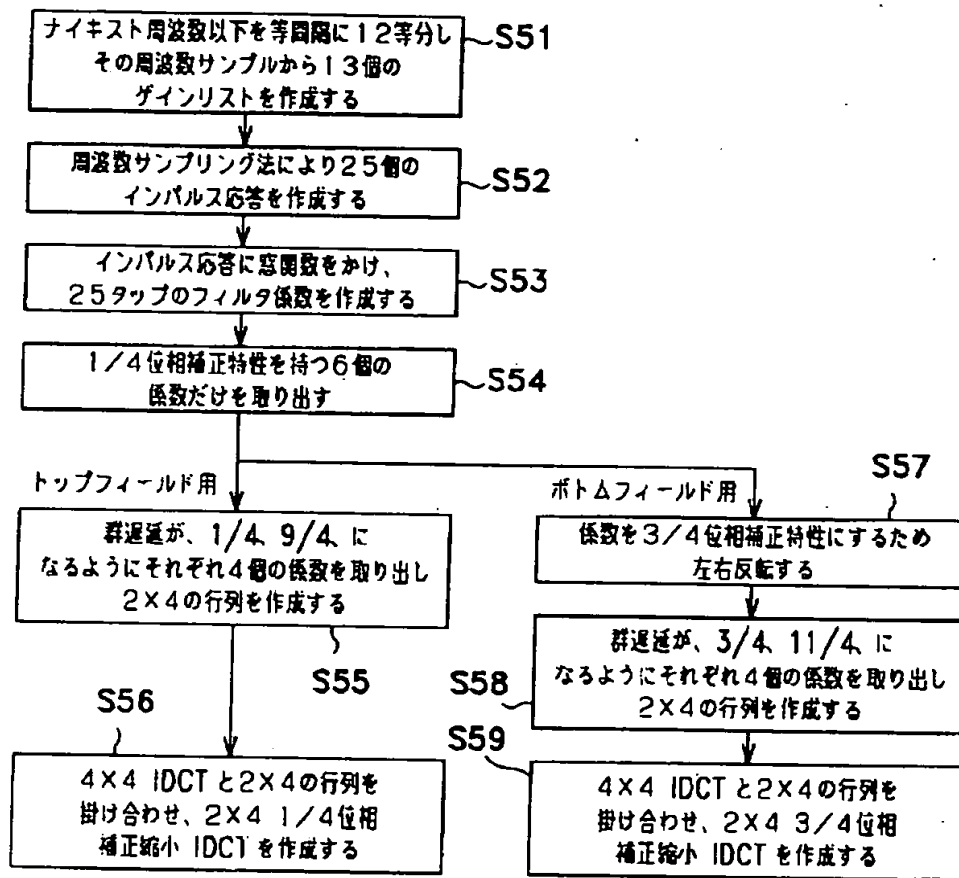 ナイキスト周波数以下を等間隔に12等分し
その周波数サンプルから13個の
ゲインリストを作成する
S51
周波数サンプリング法により25個の
インパルス応答を作成する
S52
インパルス応答に窓関数をかけ、
25タップのフィルタ係数を作成する
S53
1/4位相補正特性を持つ6個の
係数だけを取り出す
S54
トップフィールド用
群遅延が、1/4、9/4、に
なるようにそれぞれ4個の係数を取り出し
2×4の行列を作成する
S55
S56
4×4 IDCTと2×4の行列を
掛け合わせ、2×4 1/4位相
補正縮小 IDCTを作成する
ボトムフィールド用
S57
係数を3/4位相補正特性にするため
左右反転する
群遅延が、3/4、11/4、に
なるようにそれぞれ4個の係数を取り出し
2×4の行列を作成する
S58
S59
4×4 IDCTと2×4の行列を
掛け合わせ、2×4 3/4位相
補正縮小 IDCTを作成する